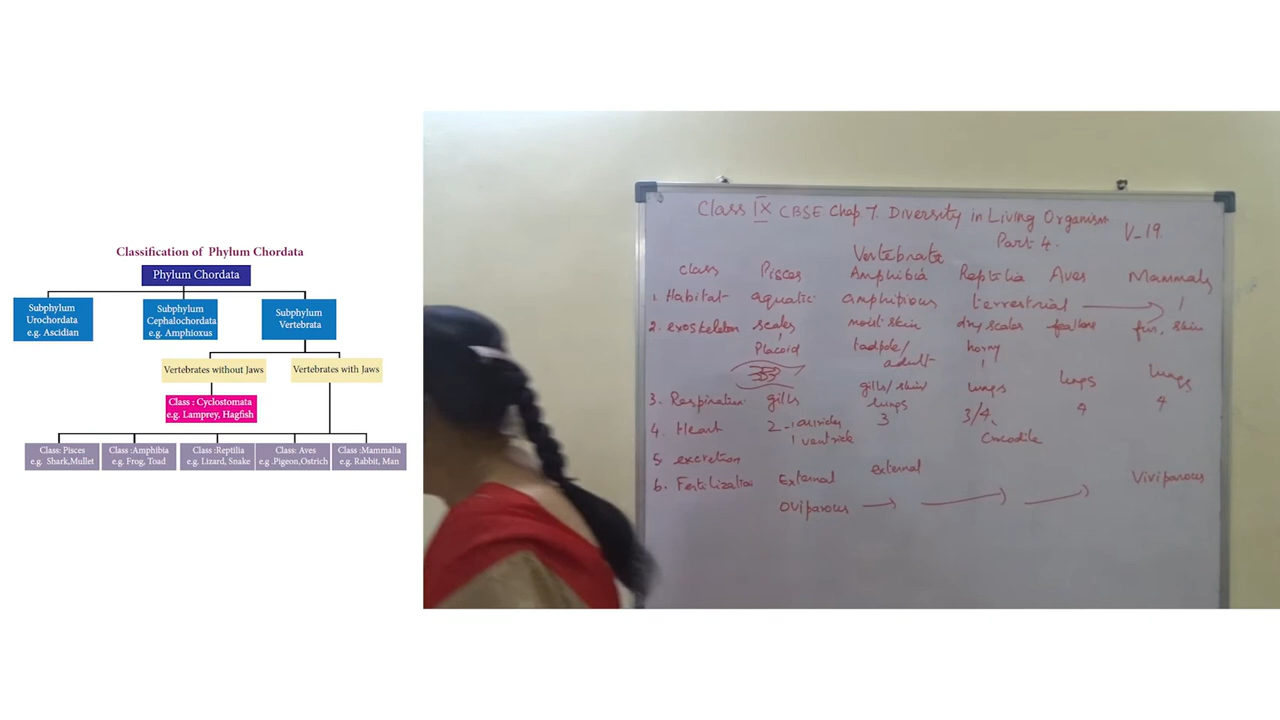 Classification of Phylum Chordata
Phylum Chordata
Subphylum
Urochordata
e.g. Ascidian
Subphylum
Cephalochordata
e.g. Amphioxus
Subphylum
Vertebrata
Vertebrates without Jaws
Vertebrates with Jaws
Class : Cyclostomata
e.g. Lamprey, Hagfish
Class: Pisces
e.g. Shark,Mullet
Class :Amphibia
e.g. Frog, Toad
Class :Reptilia
e.g. Lizard, Snake
Class: Aves
e.g .Pigeon,Ostrich
Class :Mammalia
e.g. Rabbit, Man
Class IX CBSE Chap 7. Diversity in Living Organism
Part 4. V-19
Vertebrate
Class Pisces Amphibia Reptilia Aves Mammals
1. Habitat aquatic amphibious terrestrial
2. exoskeleton scales moist skin dry scales feathers fur, skin
Placoid tadpole/ adult horny
3. Respiration gills gills/skin/ lungs lungs lungs lungs
4. Heart 2 - 1 auricles 3 3/4 4 4
1 ventricle Crocodile
5 excretion
6. Fertilization External external Viviparous
Oviparous